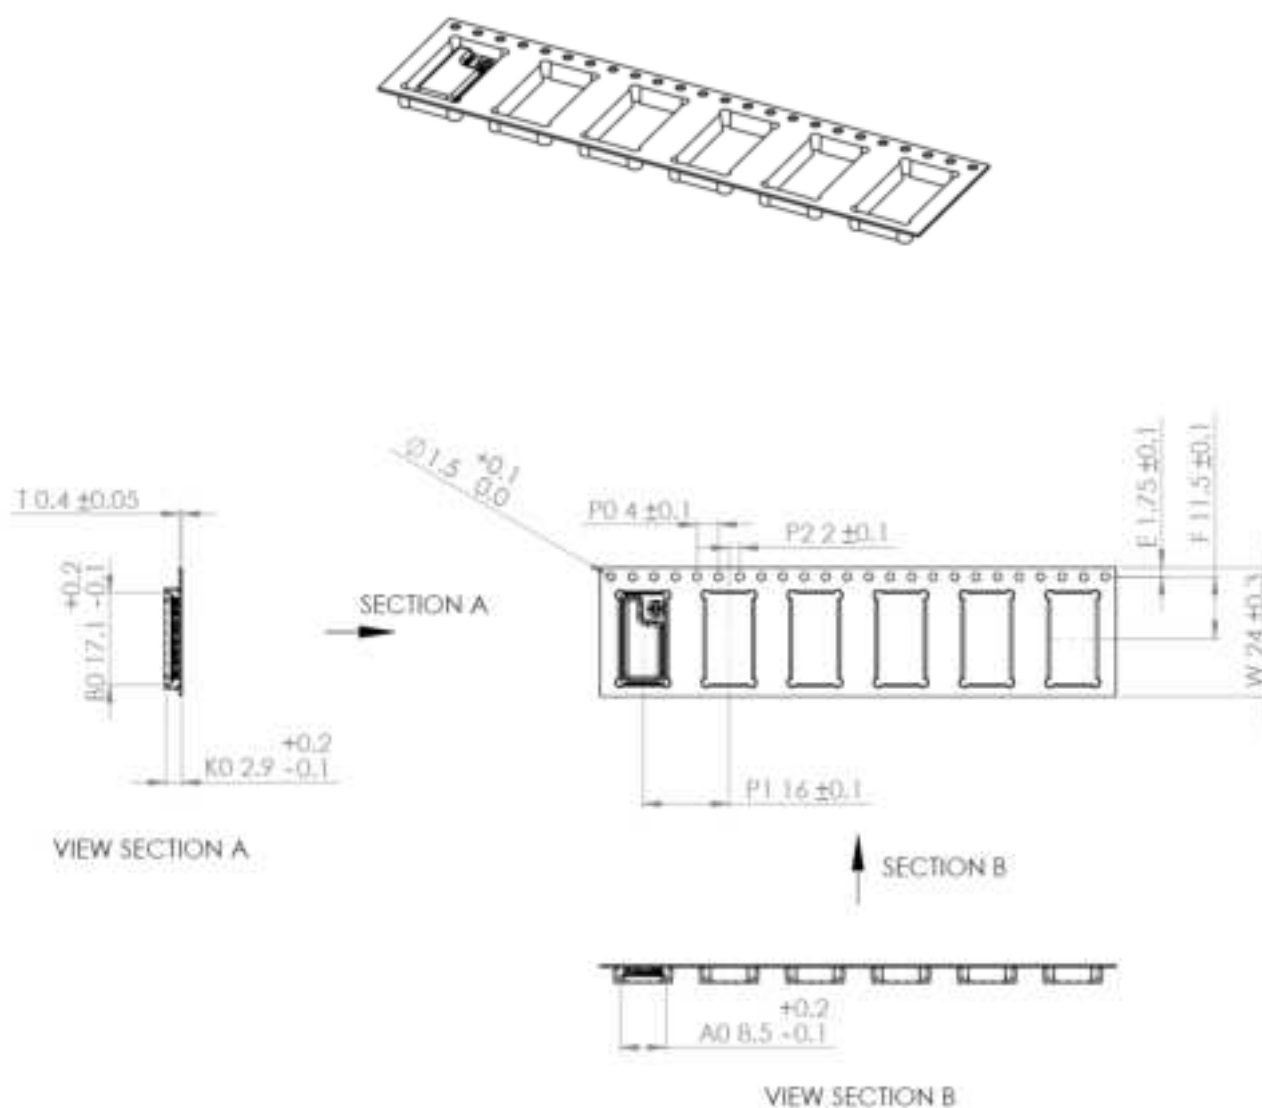 Ø 1.5 +0.1 0.0
E 1.75 ±0.1
F 11.5 ±0.1
T 0.4 ±0.05
P0 4 ±0.1
P2 2 ±0.1
B0 17.1 +0.2 -0.1
SECTION A
W 24 ±0.3
K0 2.9 +0.2 -0.1
P1 16 ±0.1
VIEW SECTION A
SECTION B
A0 8.5 +0.2 -0.1
VIEW SECTION B